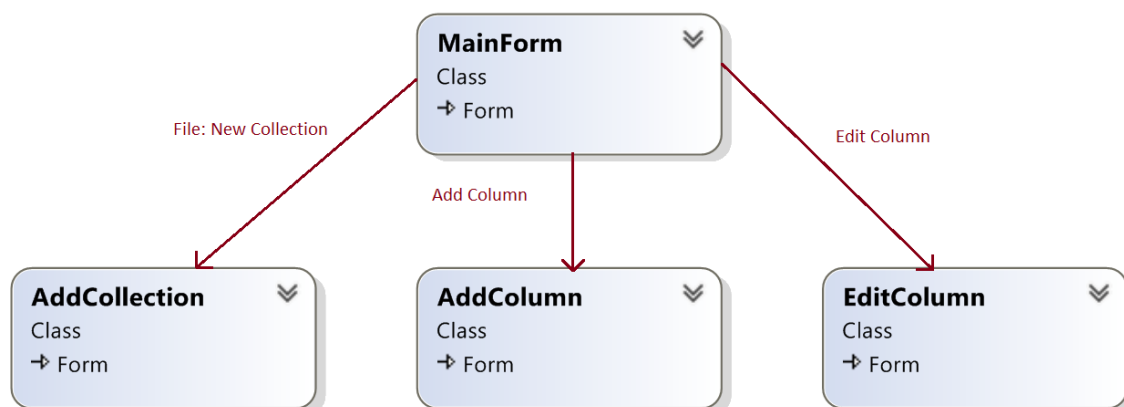 MainForm
Class
Form
File: New Collection
Edit Column
Add Column
AddCollection
Class
Form
AddColumn
Class
Form
EditColumn
Class
Form